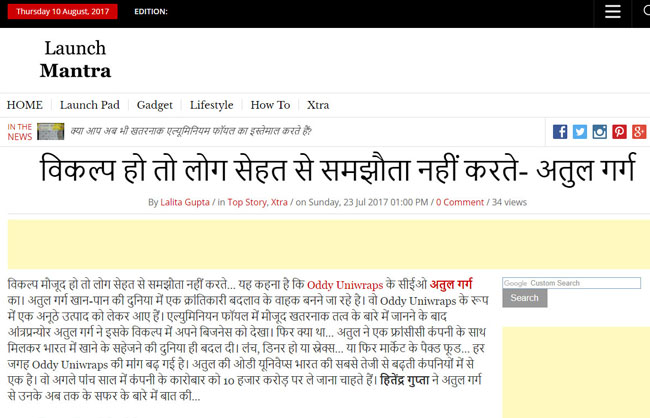 Thursday 10 August, 2017 EDITION:
Launch
Mantra
HOME Launch Pad Gadget Lifestyle How To Xtra
IN THE
NEWS
क्या आप अब भी खतरनाक एल्यूमिनियम फॉयल का इस्तेमाल करते हैं?
विकल्प हो तो लोग सेहत से समझौता नहीं करते- अतुल गर्ग
By Lalita Gupta / in Top Story, Xtra / on Sunday, 23 Jul 2017 01:00 PM / 0 Comment / 34 views
विकल्प मौजूद हो तो लोग सेहत से समझौता नहीं करते... यह कहना है कि Oddy Uniwraps के सीईओ अतुल गर्ग
का। अतुल गर्ग खान-पान की दुनिया में एक क्रांतिकारी बदलाव के वाहक बनने जा रहे है। वो Oddy Uniwraps के रूप
में एक अनूठे उत्पाद को लेकर आए हैं। एल्युमिनियन फॉयल में मौजूद खतरनाक तत्व के बारे में जानने के बाद
आंत्रप्रन्योर अतुल गर्ग ने इसके विकल्प में अपने बिजनेस को देखा। फिर क्या था... अतुल ने एक फ्रांसीसी कंपनी के साथ
मिलकर भारत में खाने के सहेजने की दुनिया ही बदल दी। लंच, डिनर हो या स्नेक्स... या फिर मार्केट के पैक्ड फूड... हर
जगह Oddy Uniwraps की मांग बढ़ गई है। अतुल की ओडी यूनिवैप्स भारत की सबसे तेजी से बढ़ती कंपनियों में से
एक है। वो अगले पांच साल में कंपनी के कारोबार को 10 हजार करोड़ पर ले जाना चाहते हैं। हितेंद्र गुप्ता ने अतुल गर्ग
से उनके अब तक के सफर के बारे में बात की...
Google Custom Search
Search